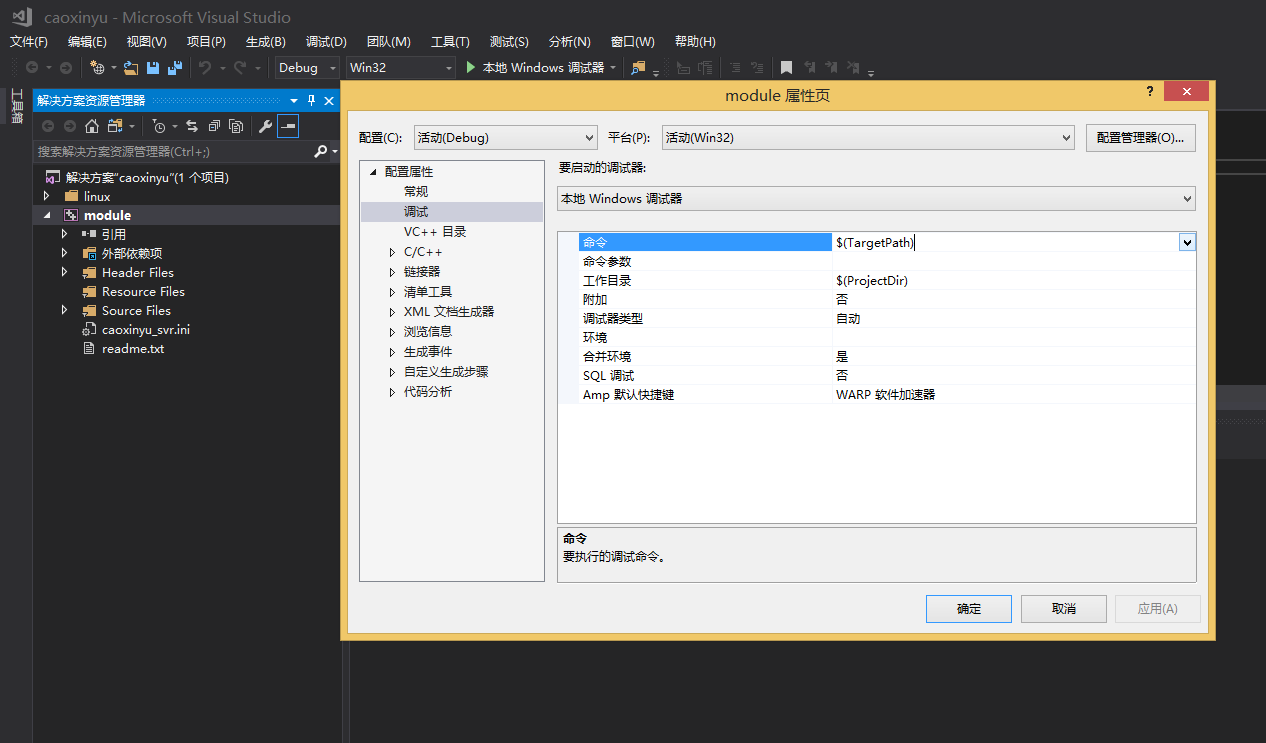 caoxinyu - Microsoft Visual Studio
文件(F) 编辑(E) 视图(V) 项目(P) 生成(B) 调试(D) 团队(M) 工具(T) 测试(S) 分析(N) 窗口(W) 帮助(H)
Debug Win32 本地 Windows 调试器
工具箱
解决方案资源管理器
搜索解决方案资源管理器(Ctrl+;)
解决方案"caoxinyu"(1 个项目)
linux
module
引用
外部依赖项
Header Files
Resource Files
Source Files
caoxinyu_svr.ini
readme.txt
module 属性页
?
配置(C): 活动(Debug) 平台(P): 活动(Win32) 配置管理器(O)...
配置属性
常规
调试
VC++ 目录
C/C++
链接器
清单工具
XML 文档生成器
浏览信息
生成事件
自定义生成步骤
代码分析
要启动的调试器:
本地 Windows 调试器
命令 $(TargetPath)
命令参数
工作目录 $(ProjectDir)
附加 否
调试器类型 自动
环境
合并环境 是
SQL 调试 否
Amp 默认快捷键 WARP 软件加速器
命令
要执行的调试命令。
确定 取消 应用(A)